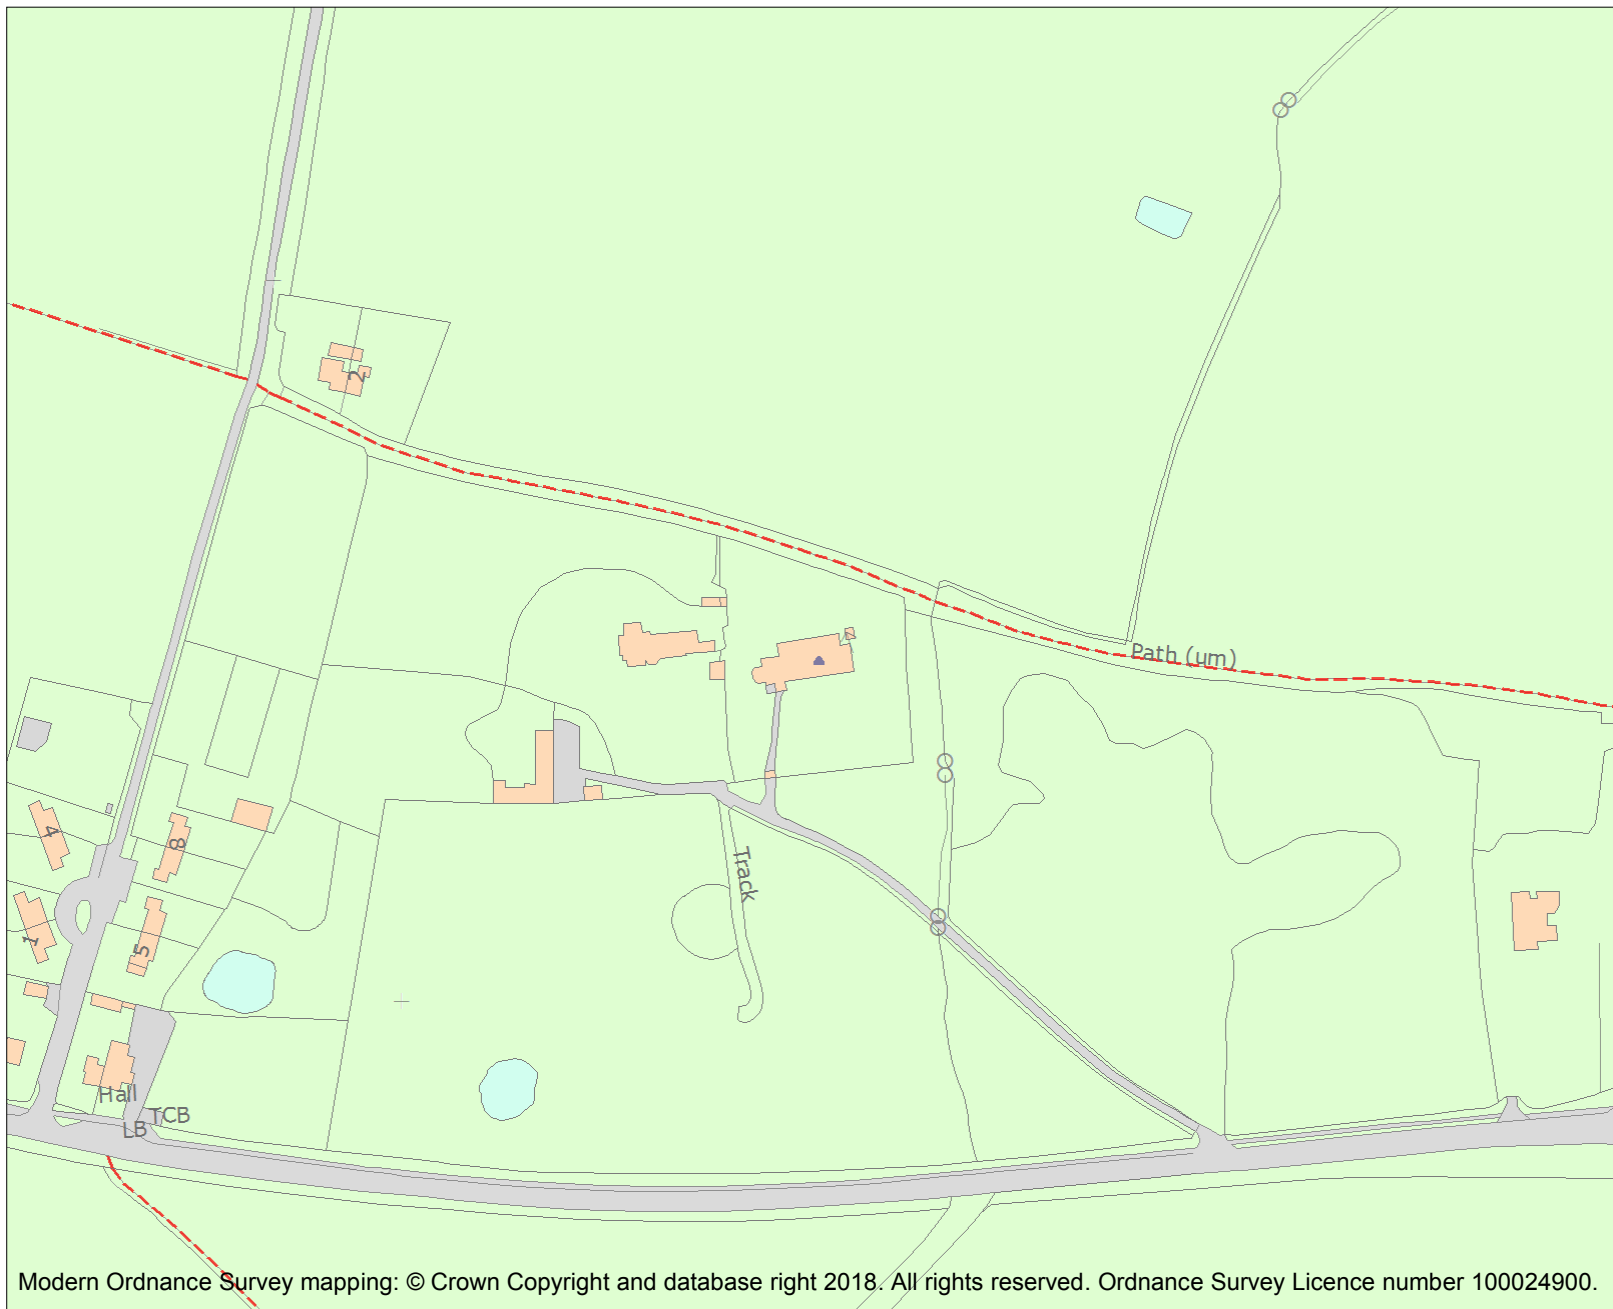 2
Path (um)
4
8
Track
1
5
Hall
TCB
LB
Modern Ordnance Survey mapping: © Crown Copyright and database right 2018. All rights reserved. Ordnance Survey Licence number 100024900.